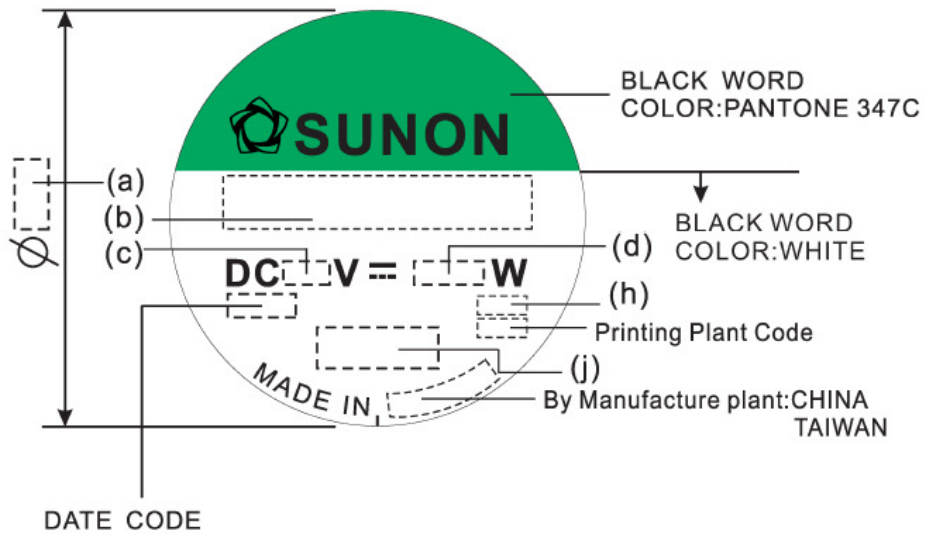 BLACK WORD
COLOR:PANTONE 347C
SUNON
(a)
(b)
BLACK WORD
COLOR:WHITE
(c)
(d)
DC V W
(h)
Printing Plant Code
(j)
MADE IN
By Manufacture plant:CHINA
TAIWAN
Ø
DATE CODE